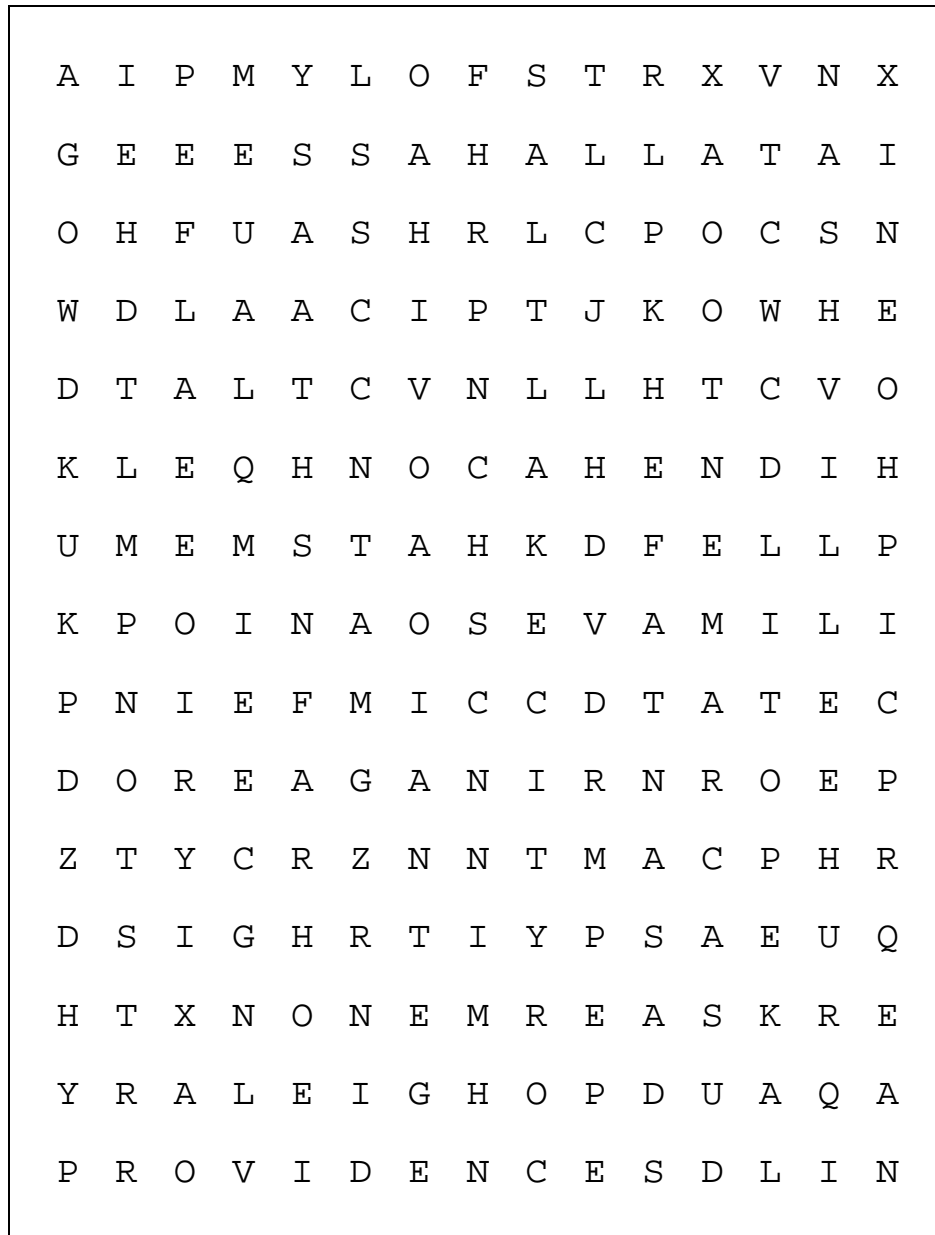 A I P M Y L O F S T R X V N X
G E E E S S A H A L L A T A I
O H F U A S H R L C P O C S N
W D L A A C I P T J K O W H E
D T A L T C V N L L H T C V O
K L E Q H N O C A H E N D I H
U M E M S T A H K D F E L L P
K P O I N A O S E V A M I L I
P N I E F M I C C D T A T E C
D O R E A G A N I R N R O E P
Z T Y C R Z N N T M A C P H R
D S I G H R T I Y P S A E U Q
H T X N O N E M R E A S K R E
Y R A L E I G H O P D U A Q A
P R O V I D E N C E S D L I N